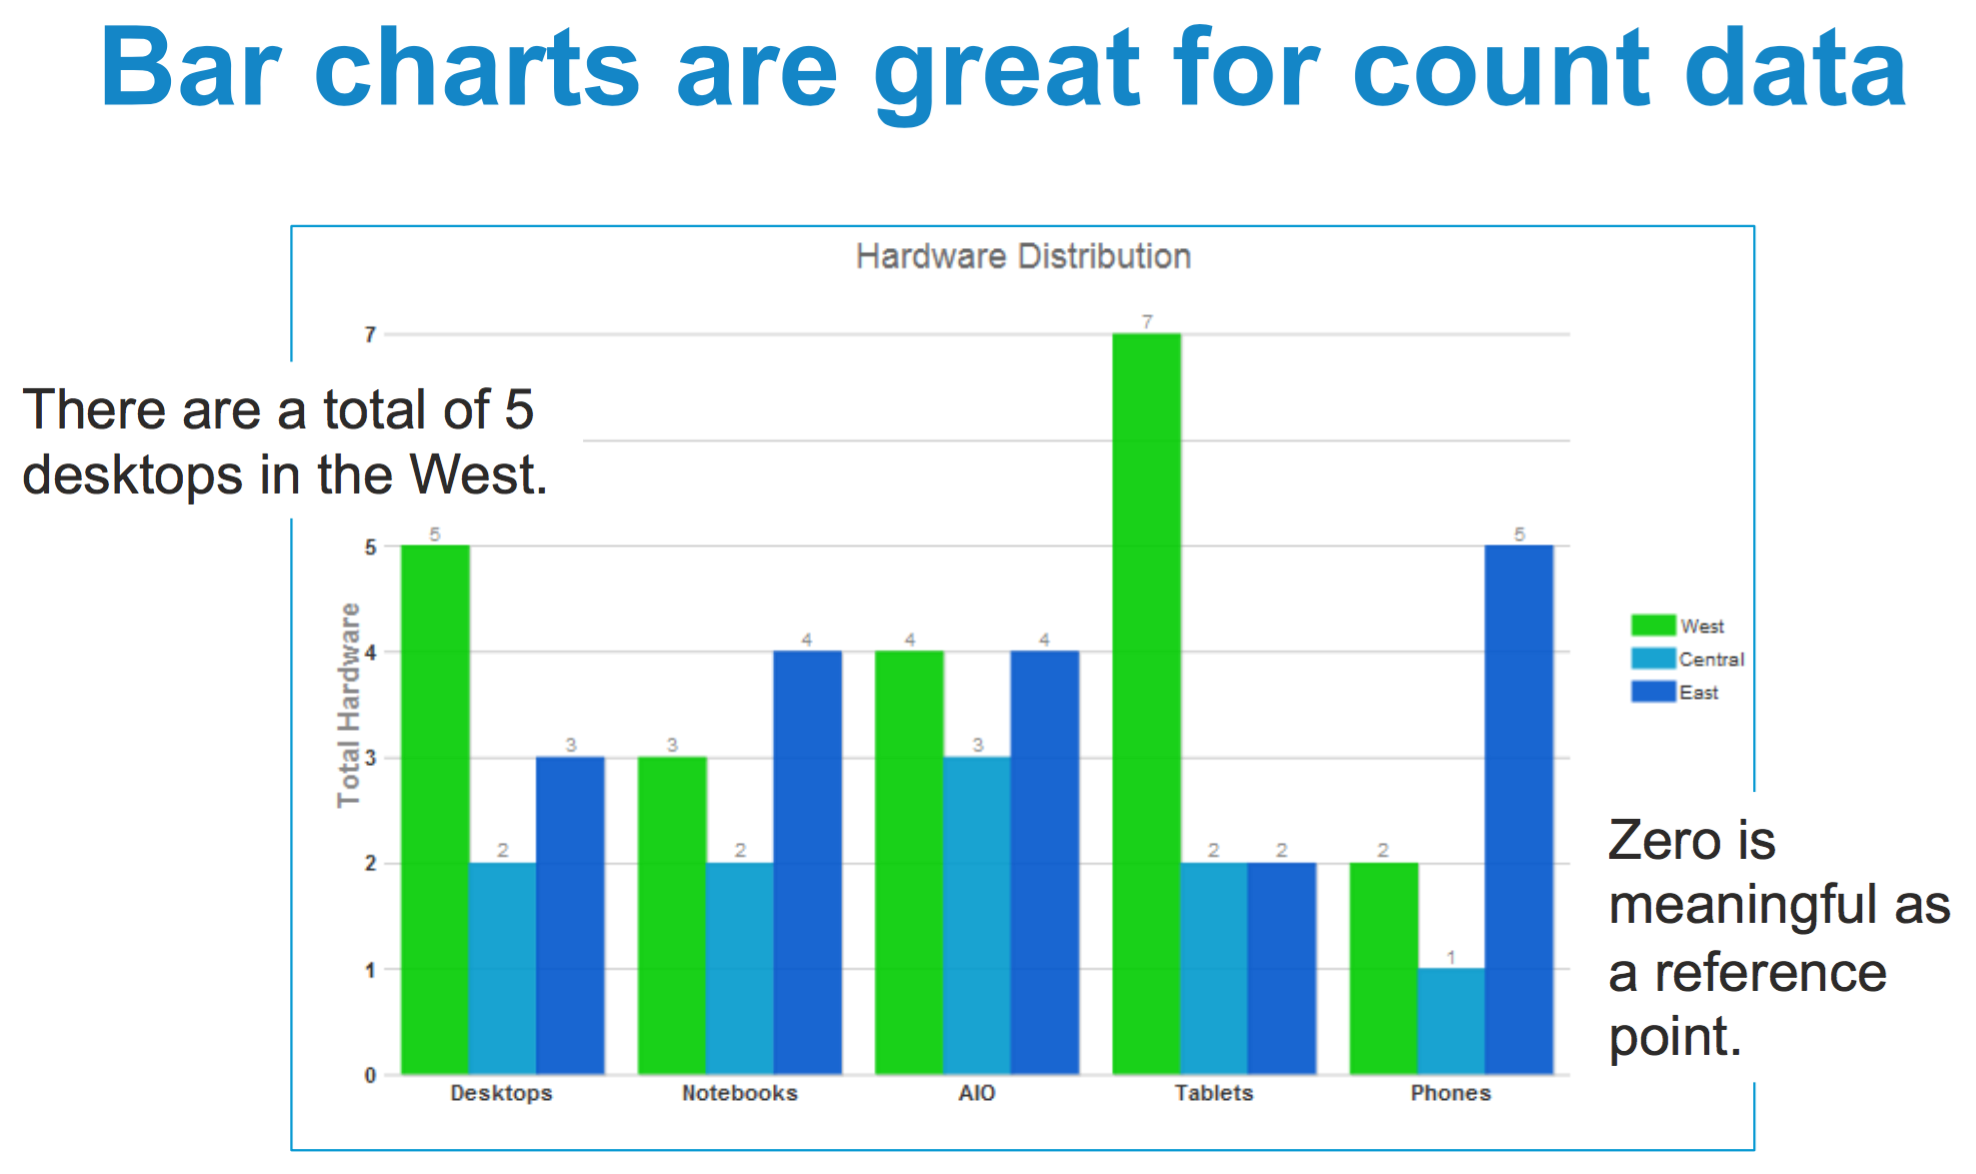 Bar charts are great for count data
Hardware Distribution
There are a total of 5
desktops in the West.
Total Hardware
7
5
4
3
2
1
0
5
2
3
3
2
4
4
3
4
7
2
2
2
1
5
Desktops
Notebooks
AIO
Tablets
Phones
West
Central
East
Zero is
meaningful as
a reference
point.